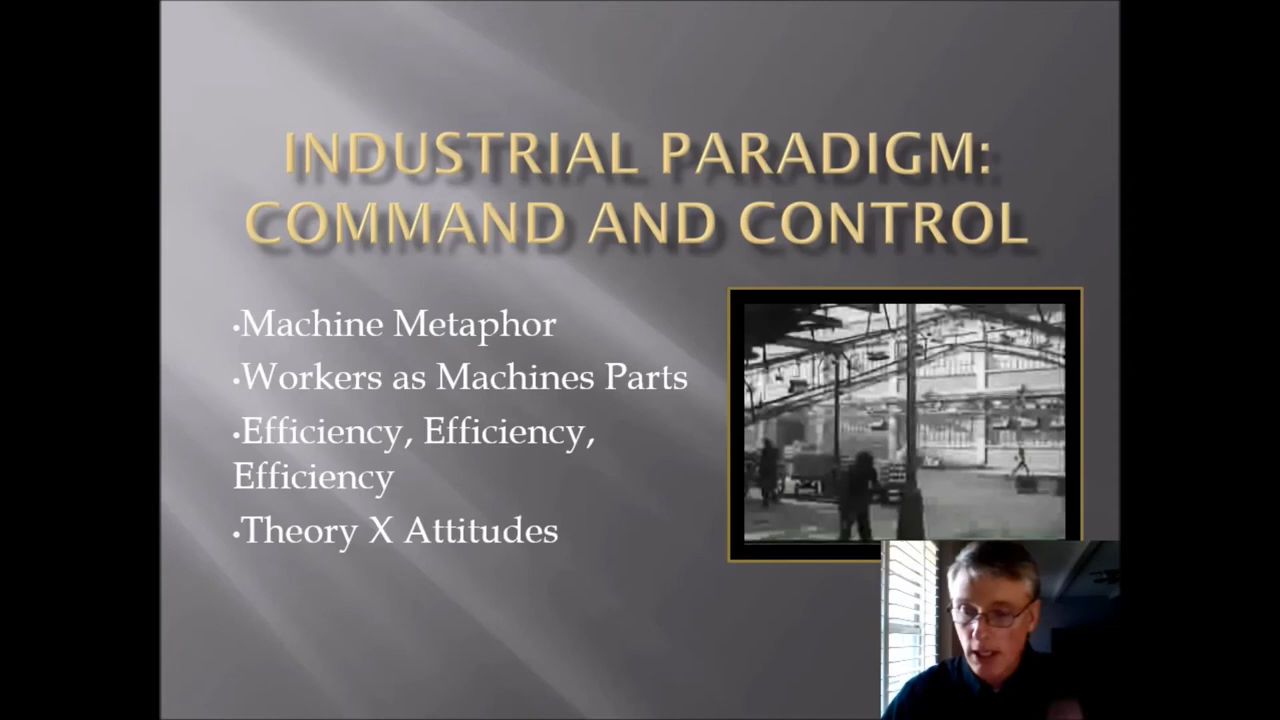 INDUSTRIAL PARADIGM:
COMMAND AND CONTROL
•Machine Metaphor
•Workers as Machines Parts
•Efficiency, Efficiency,
Efficiency
•Theory X Attitudes